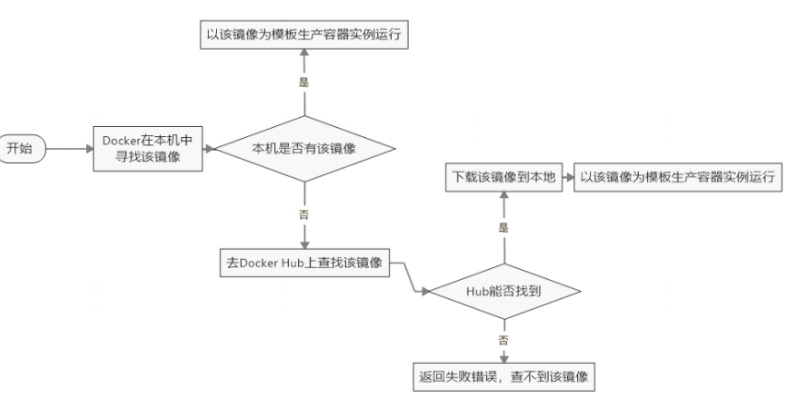 以该镜像为模板生产容器实例运行
是
开始
Docker在本机中
寻找该镜像
本机是否有该镜像
否
去Docker Hub上查找该镜像
下载该镜像到本地
以该镜像为模板生产容器实例运行
是
Hub能否找到
否
返回失败错误，查不到该镜像